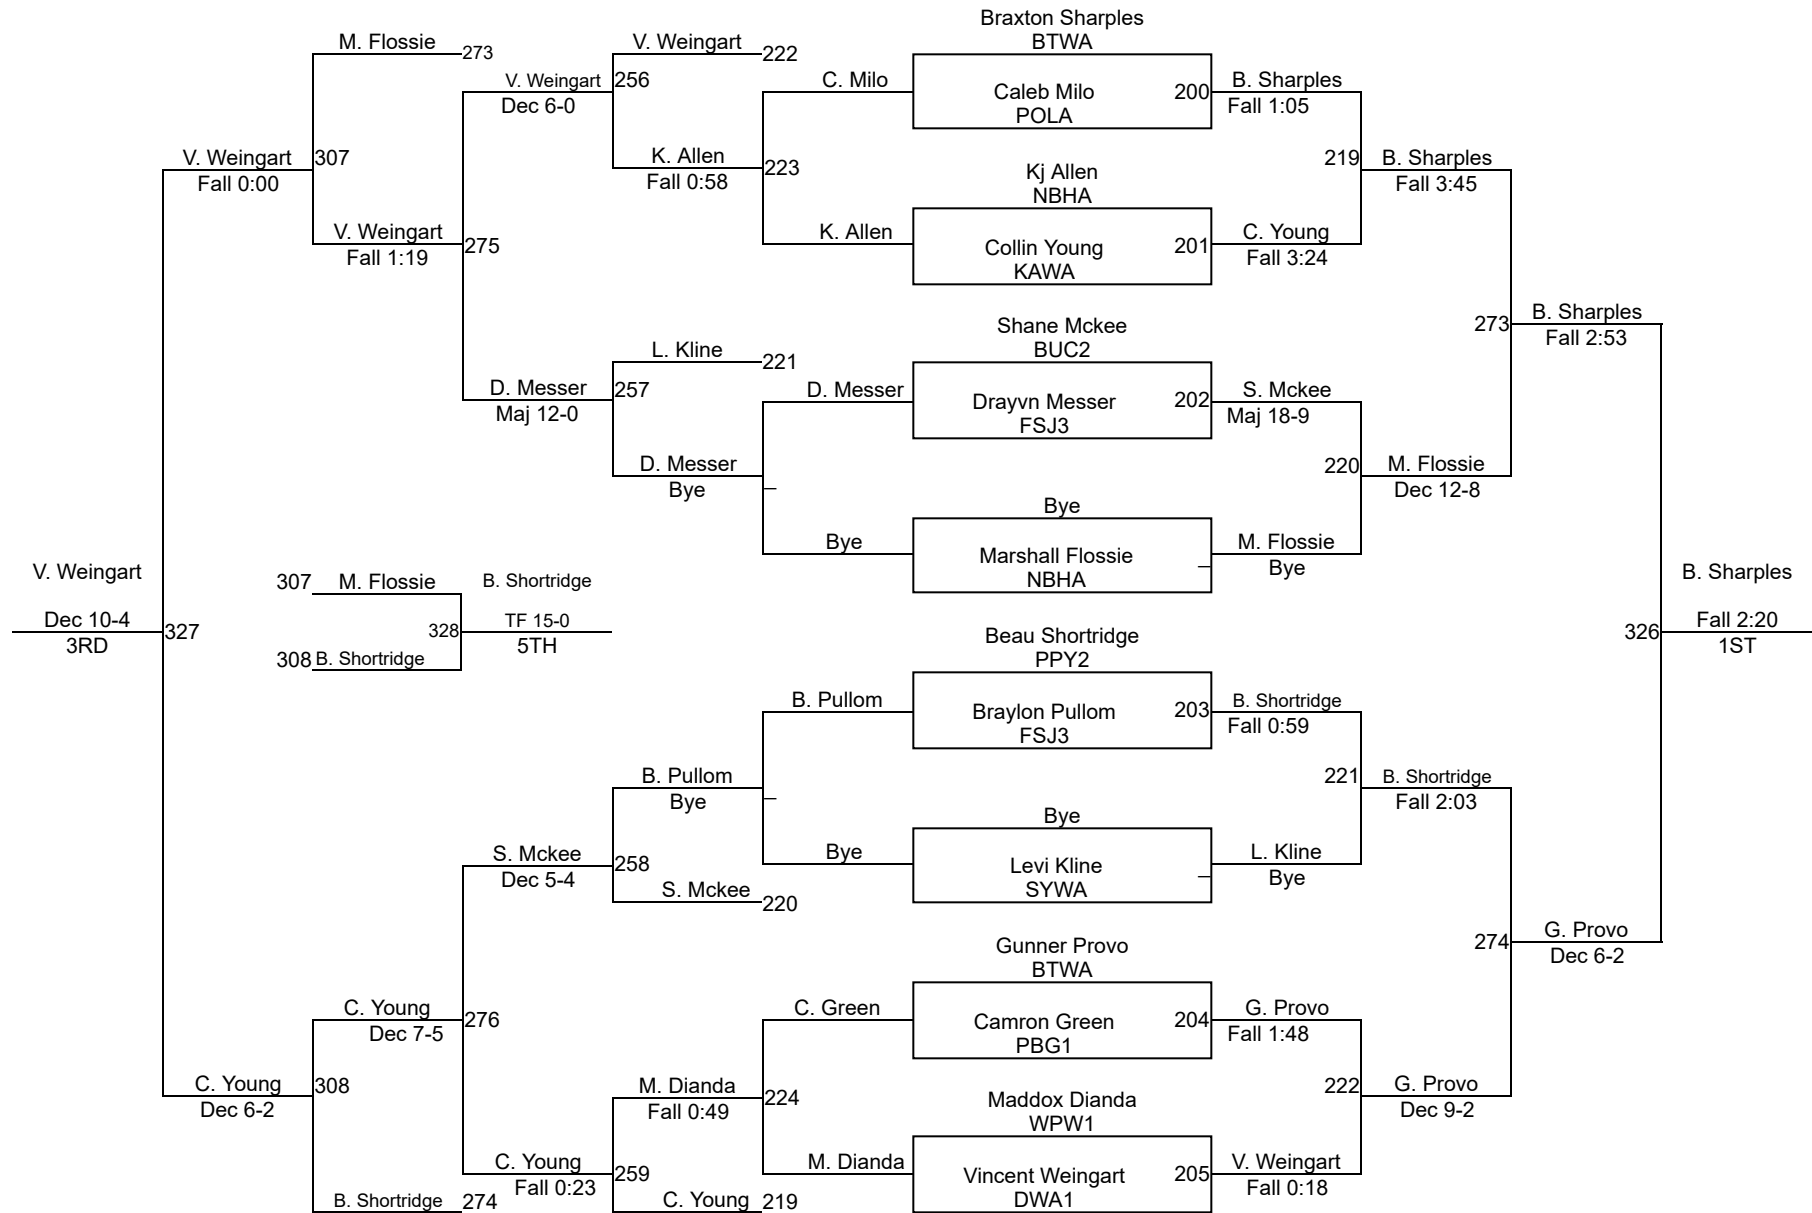 Braxton Sharples
BTWA
M. Flossie
273
V. Weingart
222
V. Weingart
256
Dec 6-0
C. Milo
Caleb Milo
POLA
200
B. Sharples
Fall 1:05
V. Weingart
307
Fall 0:00
K. Allen
223
Fall 0:58
219
B. Sharples
Fall 3:45
Kj Allen
NBHA
V. Weingart
275
Fall 1:19
K. Allen
Collin Young
KAWA
201
C. Young
Fall 3:24
Shane Mckee
BUC2
273
B. Sharples
Fall 2:53
L. Kline
221
D. Messer
257
Maj 12-0
D. Messer
Drayvn Messer
FSJ3
202
S. Mckee
Maj 18-9
D. Messer
Bye
_
220
M. Flossie
Dec 12-8
Bye
Bye
Marshall Flossie
NBHA
_
M. Flossie
Bye
V. Weingart
Dec 10-4
3RD
327
307
M. Flossie
B. Shortridge
328
TF 15-0
5TH
308
B. Shortridge
B. Sharples
326
Fall 2:20
1ST
Beau Shortridge
PPY2
B. Pullom
Braylon Pullom
FSJ3
203
B. Shortridge
Fall 0:59
B. Pullom
Bye
_
221
B. Shortridge
Fall 2:03
Bye
S. Mckee
258
Dec 5-4
Bye
Levi Kline
SYWA
_
L. Kline
Bye
S. Mckee
220
Gunner Provo
BTWA
274
G. Provo
Dec 6-2
C. Young
276
Dec 7-5
C. Green
Camron Green
PBG1
204
G. Provo
Fall 1:48
C. Young
308
Dec 6-2
M. Dianda
224
Fall 0:49
Maddox Dianda
WPW1
222
G. Provo
Dec 9-2
C. Young
259
Fall 0:23
M. Dianda
Vincent Weingart
DWA1
205
V. Weingart
Fall 0:18
B. Shortridge
274
C. Young
219